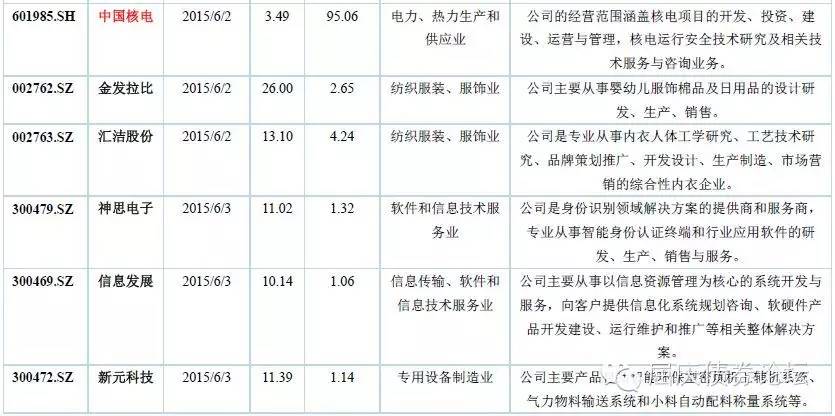 601985.SH 中国核电 2015/6/2 3.49 95.06 电力、热力生产和 公司的经营范围涵盖核电项目的开发、投资、建
供应业 设、运营与管理，核电运行安全技术研究及相关技
术服务与咨询业务。
002762.SZ 金发拉比 2015/6/2 26.00 2.65 纺织服装、服饰业 公司主要从事婴幼儿服饰棉品及日用品的设计研
发、生产、销售。
002763.SZ 汇洁股份 2015/6/2 13.10 4.24 纺织服装、服饰业 公司是专业从事内衣人体工学研究、工艺技术研
究、品牌策划推广、开发设计、生产制造、市场营
销的综合性内衣企业。
300479.SZ 神思电子 2015/6/3 11.02 1.32 软件和信息技术服 公司是身份识别领域解决方案的提供商和服务商，
务业 专业从事智能身份认证终端和行业应用软件的研
发、生产、销售与服务。
300469.SZ 信息发展 2015/6/3 10.14 1.06 信息传输、软件和 公司主要从事以信息资源管理为核心的系统开发与
信息技术服务业 服务，向客户提供信息化系统规划咨询、软硬件产
品开发建设、运行维护和推广等相关整体解决方
案。
300472.SZ 新元科技 2015/6/3 11.39 1.14 专用设备制造业 公司主要产品 智能环保 系统、
气力物料输送系统和小料自动配料称量系统等。
债券论坛